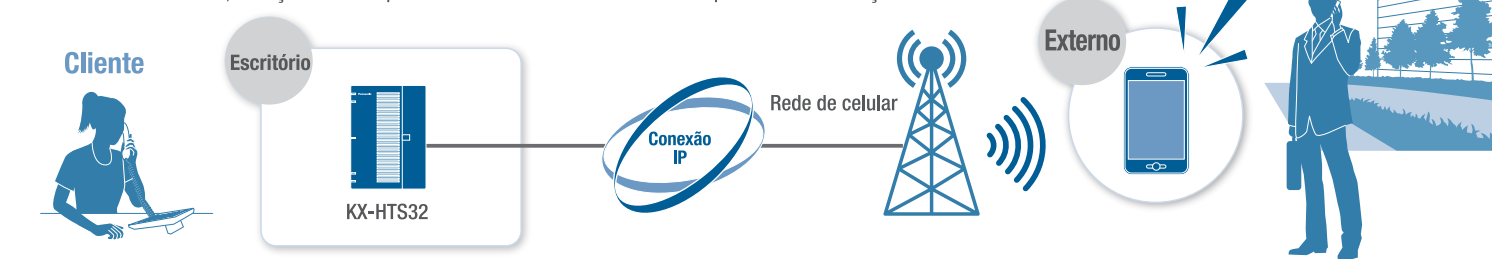 Cliente
Escritório
KX-HTS32
Conexão
IP
Rede de celular
Externo